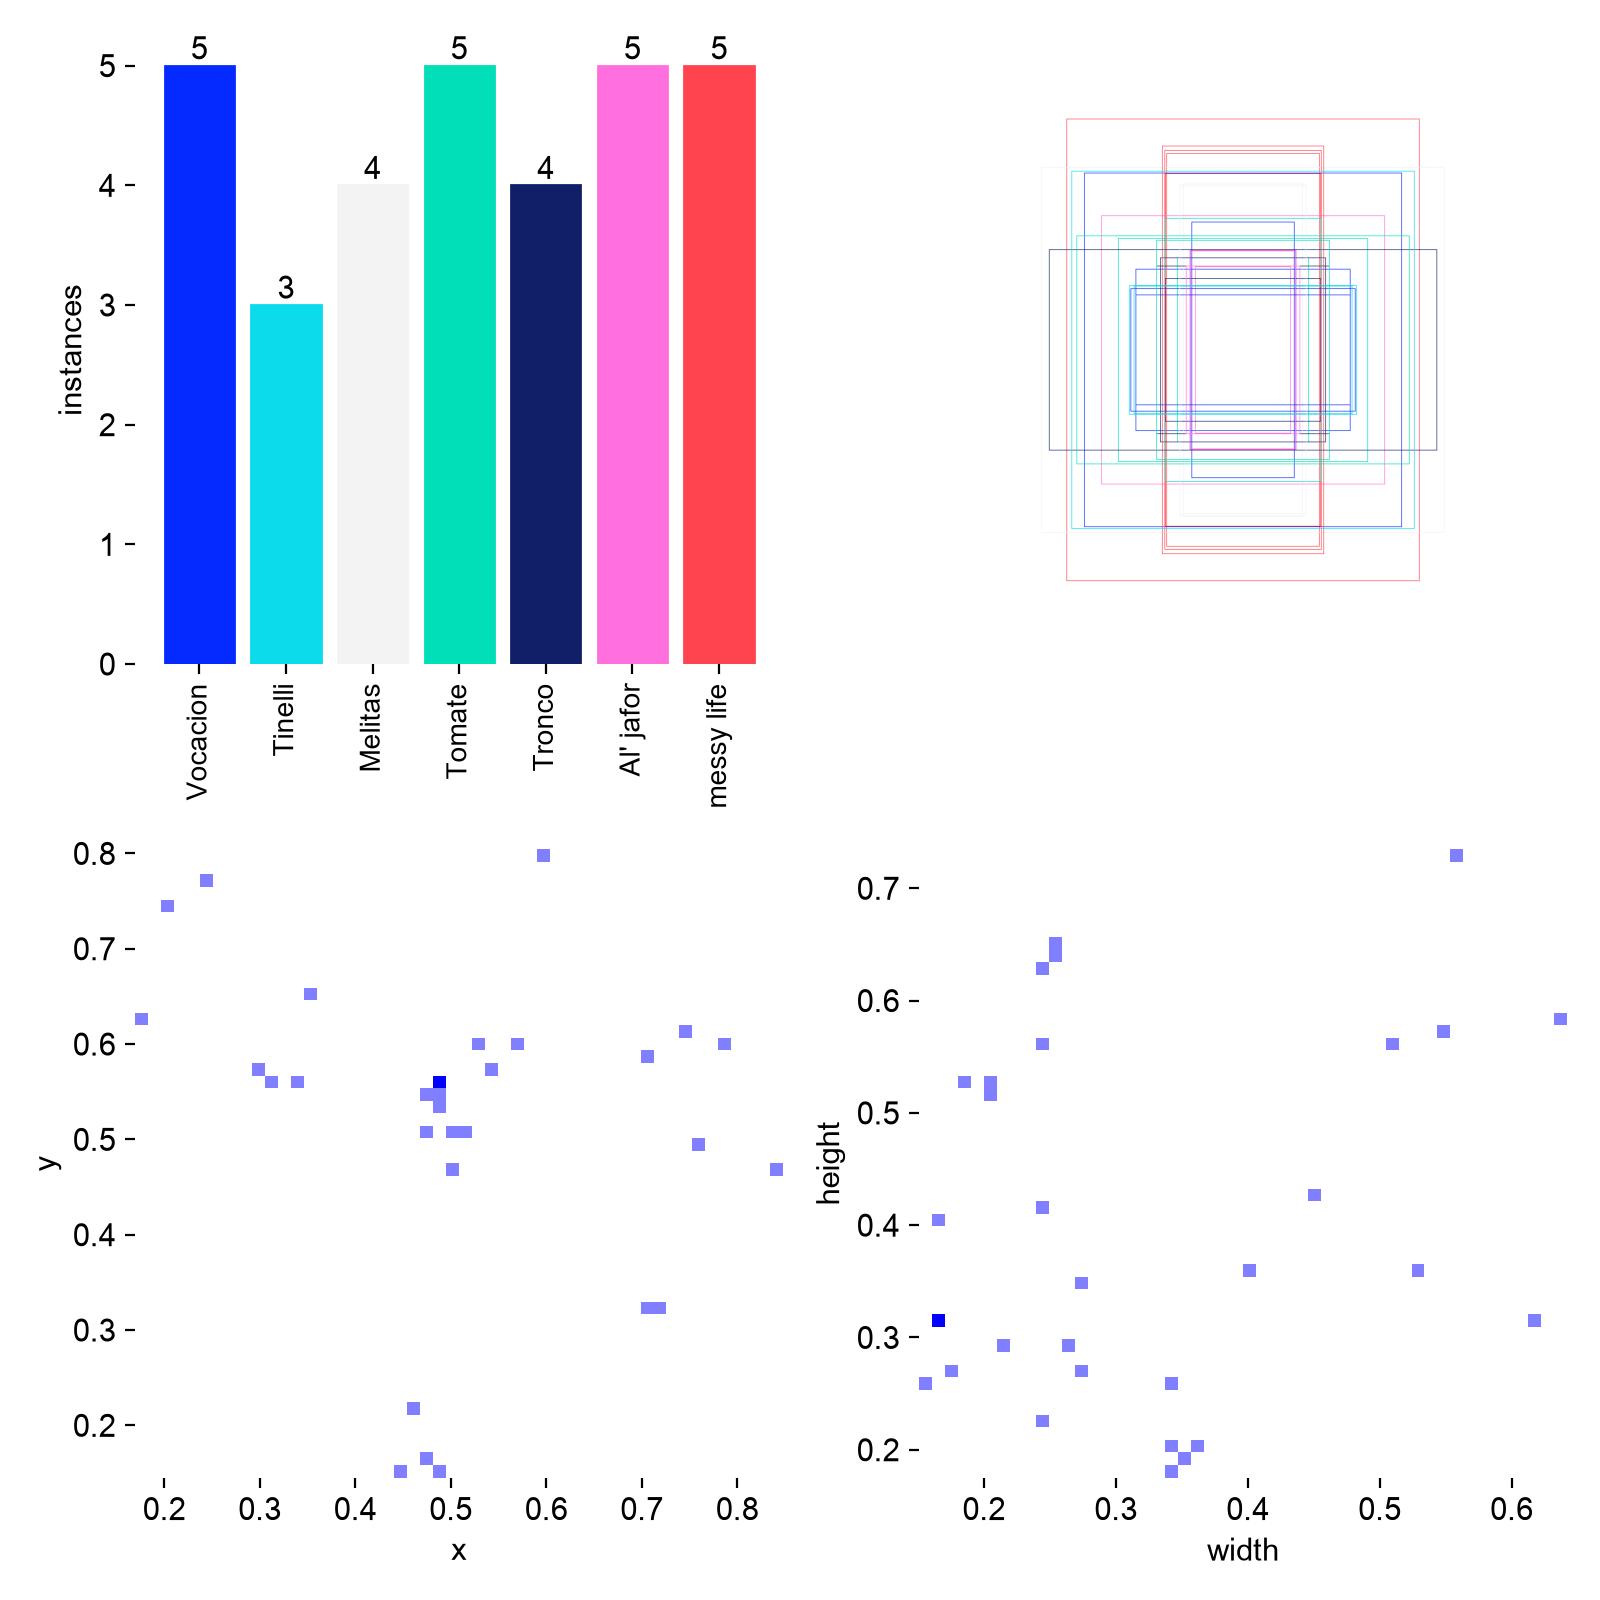 5 5 5 5
4 4
3
5
4
3
2
1
0
instances
Vocacion
Tinelli
Melitas
Tomate
Tronco
Al' jafor
messy life
0.8
0.7
0.6
0.5
0.4
0.3
0.2
y
0.2 0.3 0.4 0.5 0.6 0.7 0.8
x
0.7
0.6
0.5
0.4
0.3
0.2
height
0.2 0.3 0.4 0.5 0.6
width